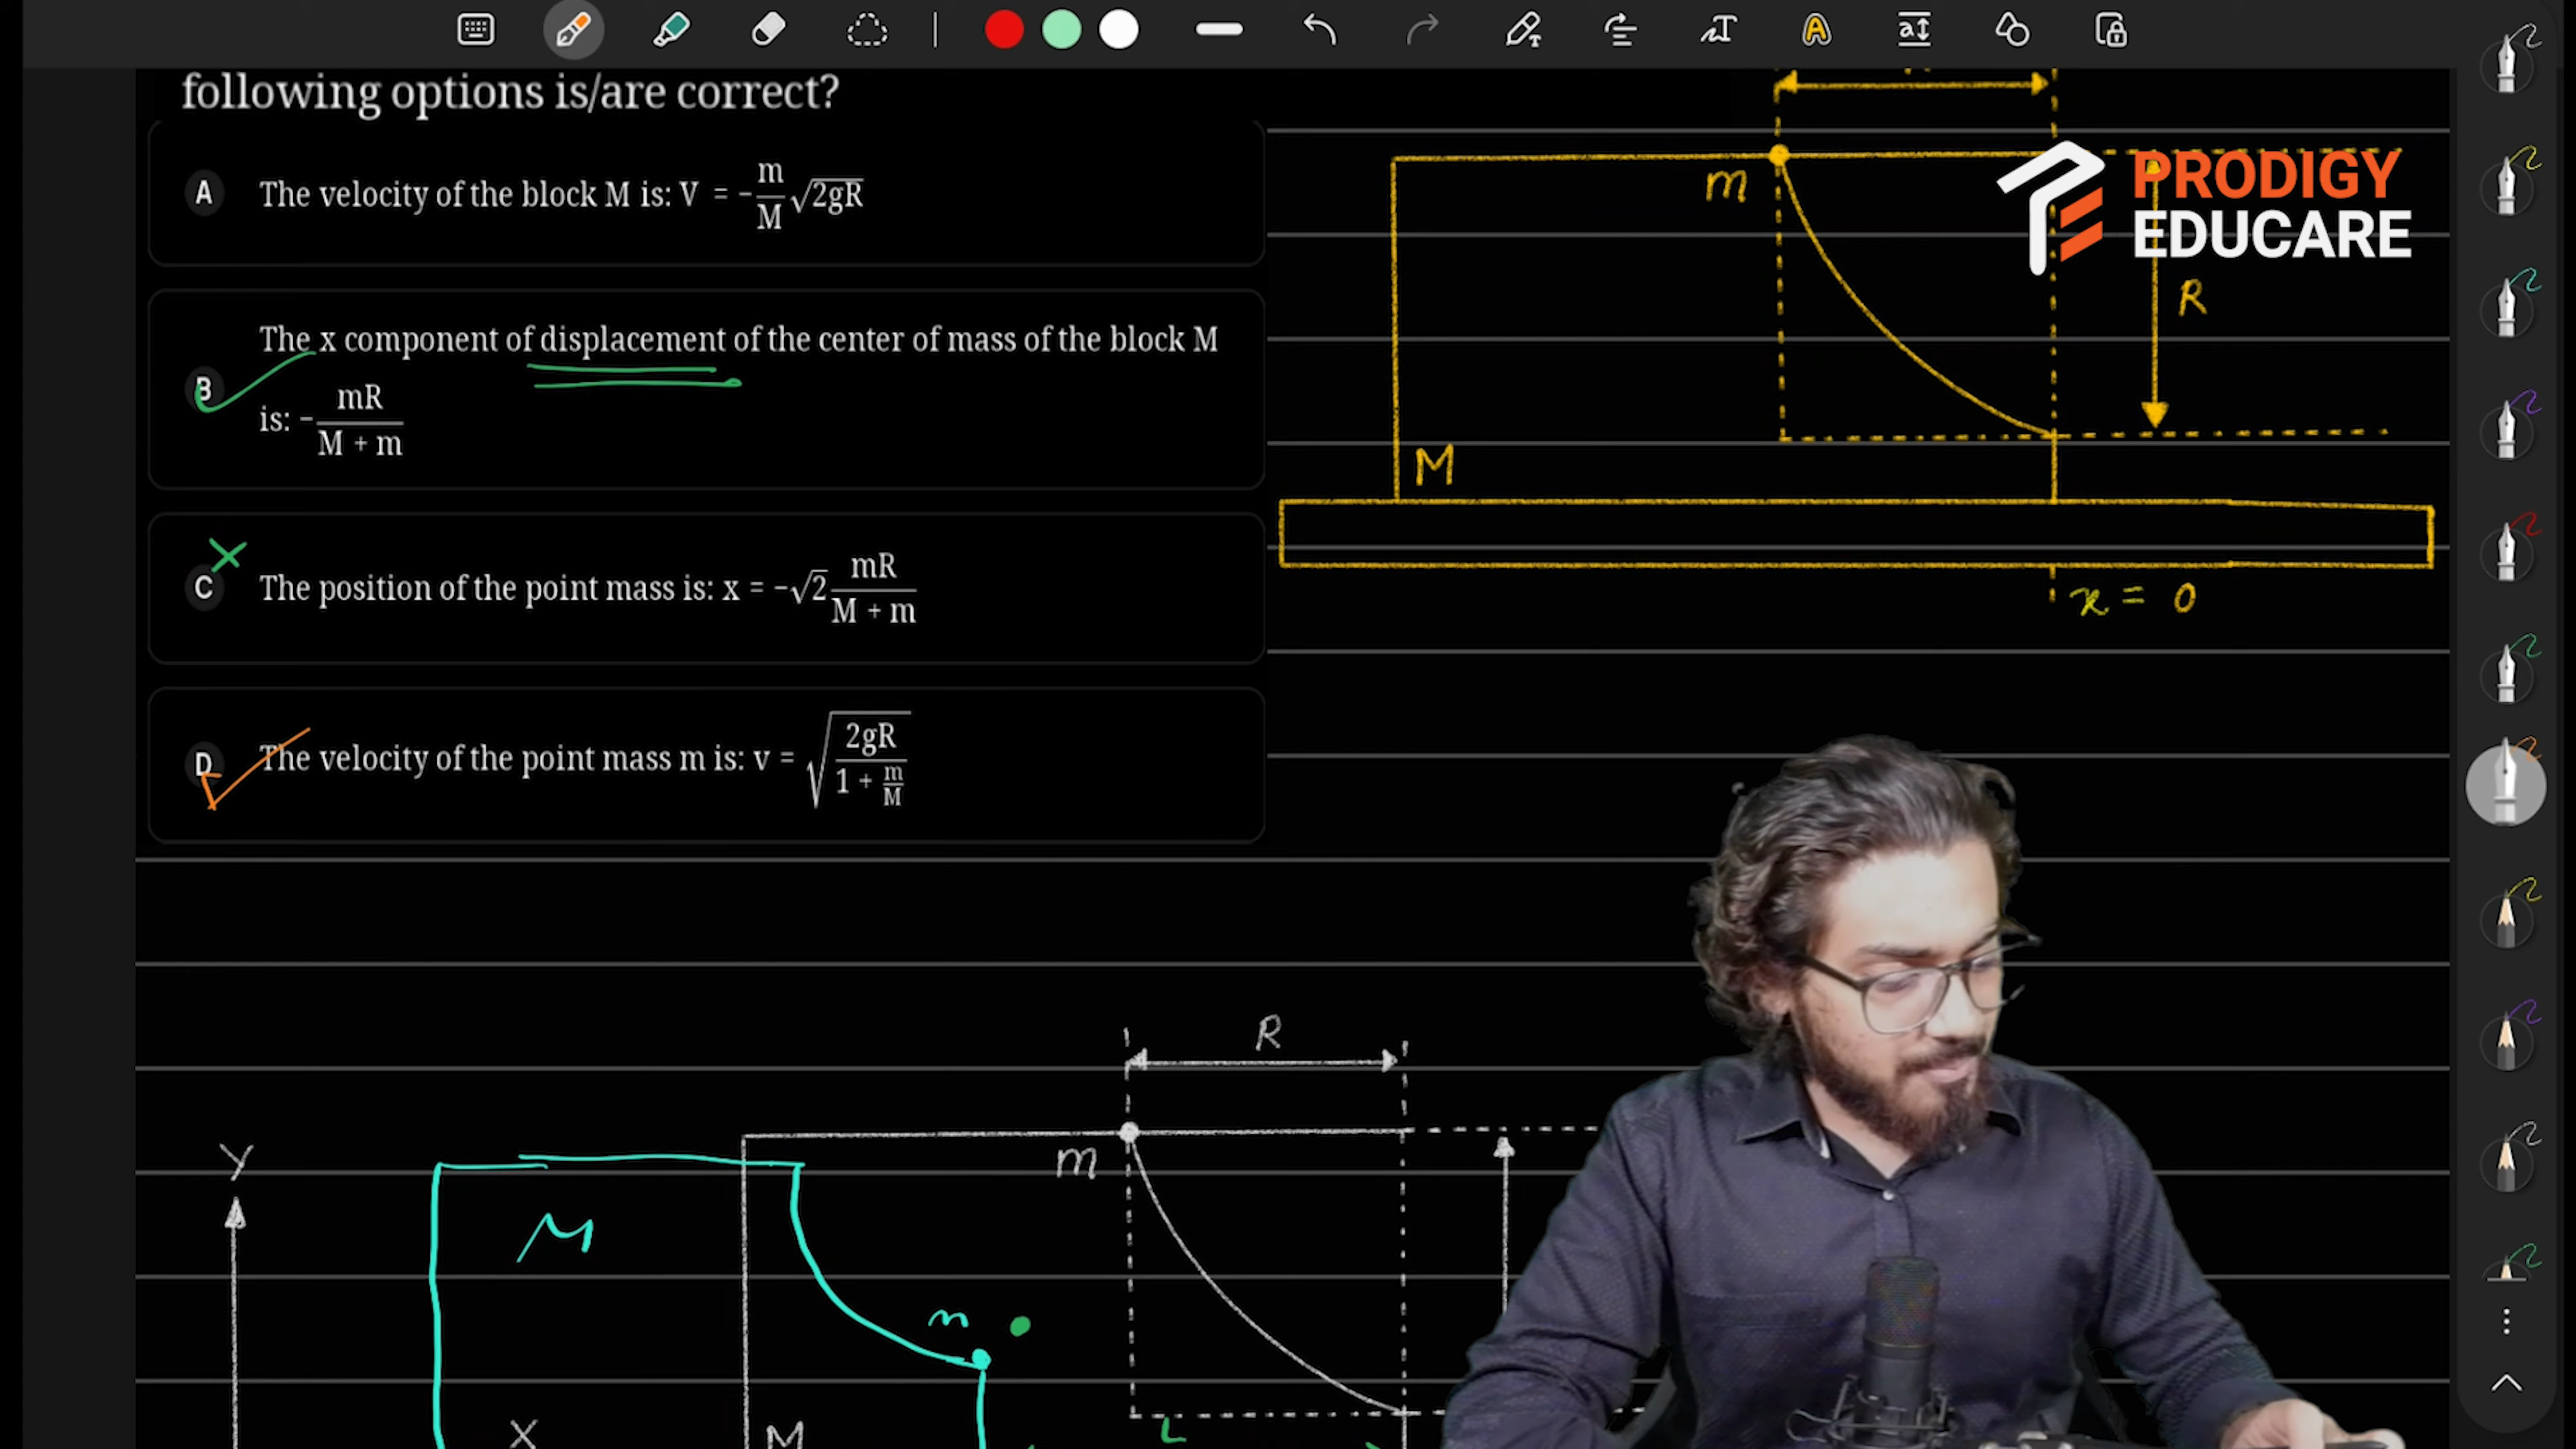 following options is/are correct?
A The velocity of the block M is: V = -m/M √2gR
B The x component of displacement of the center of mass of the block M
is: - mR/(M + m)
C The position of the point mass is: x = -√2 mR/(M + m)
D The velocity of the point mass m is: v = √(2gR/(1 + m/M))
m
PRODIGY
EDUCARE
R
M
x = 0
R
Y
m
M
m
L
X
M